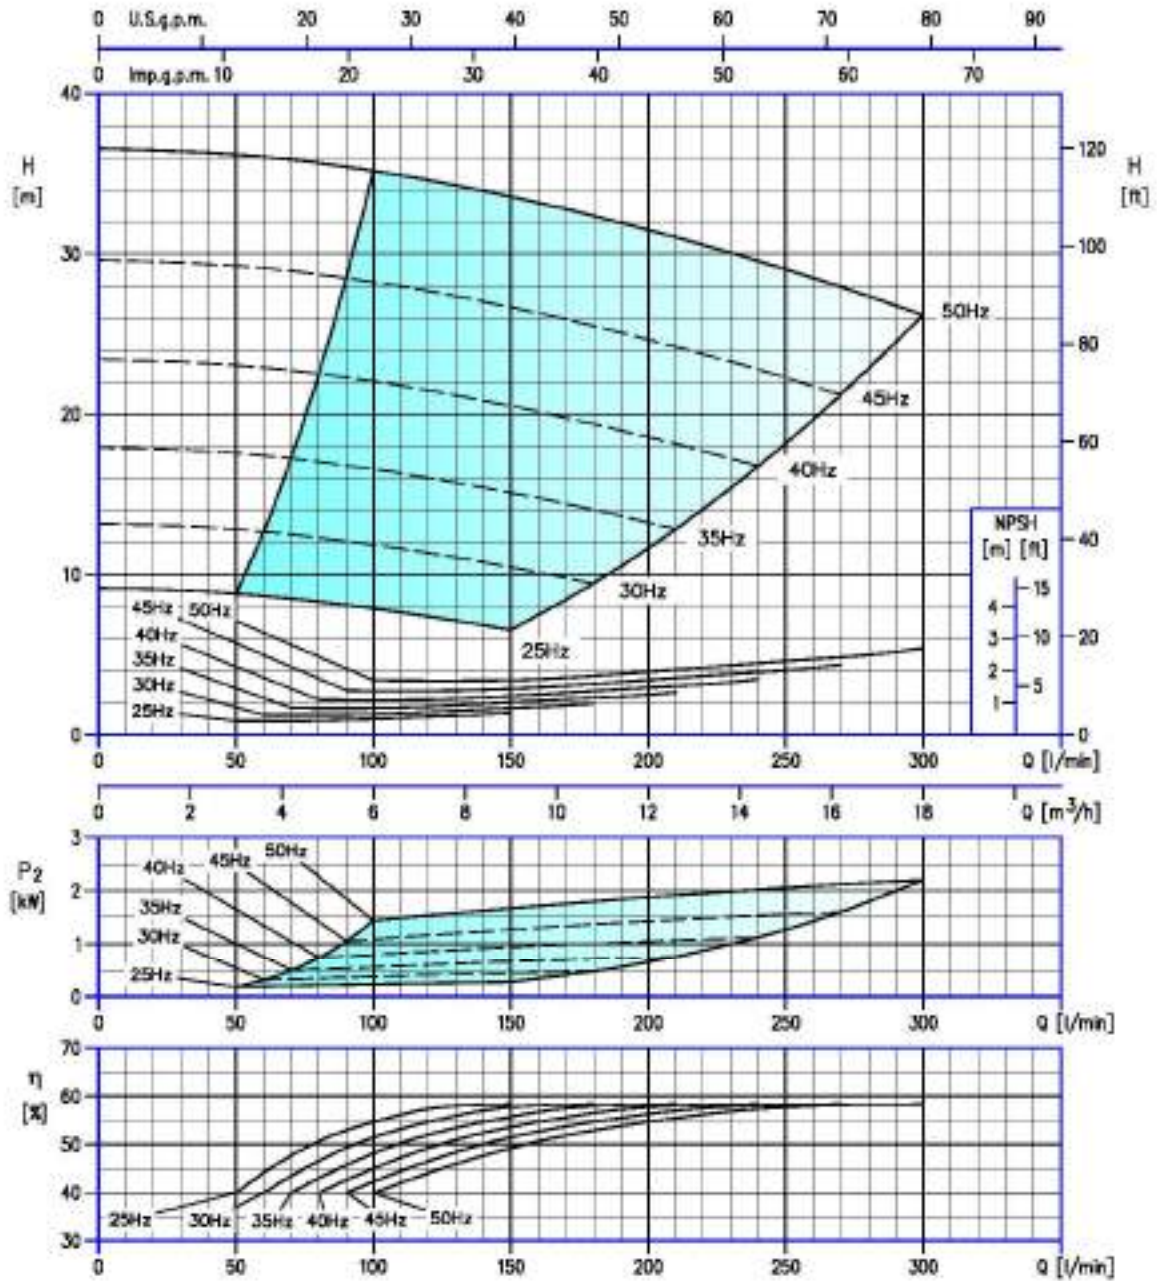 0 U.S.g.p.m. 20 30 40 50 60 70 80 90
0 Imp.g.p.m. 10 20 30 40 50 60 70
40
H
[m]
30
20
10
0
120
H
[ft]
100
80
60
40
20
0
50Hz
45Hz
40Hz
35Hz
30Hz
25Hz
NPSH
[m] [ft]
15
4
3 10
2
5
1
45Hz 50Hz
40Hz
35Hz
30Hz
25Hz
0 50 100 150 200 250 300 Q [l/min]
0 2 4 6 8 10 12 14 16 18 Q [m³/h]
3
P2
[kW]
2
1
0
50Hz
45Hz
40Hz
35Hz
30Hz
25Hz
0 50 100 150 200 250 300 Q [l/min]
70
η
[%]
60
50
40
30
25Hz 30Hz 35Hz 40Hz 45Hz 50Hz
0 50 100 150 200 250 300 Q [l/min]